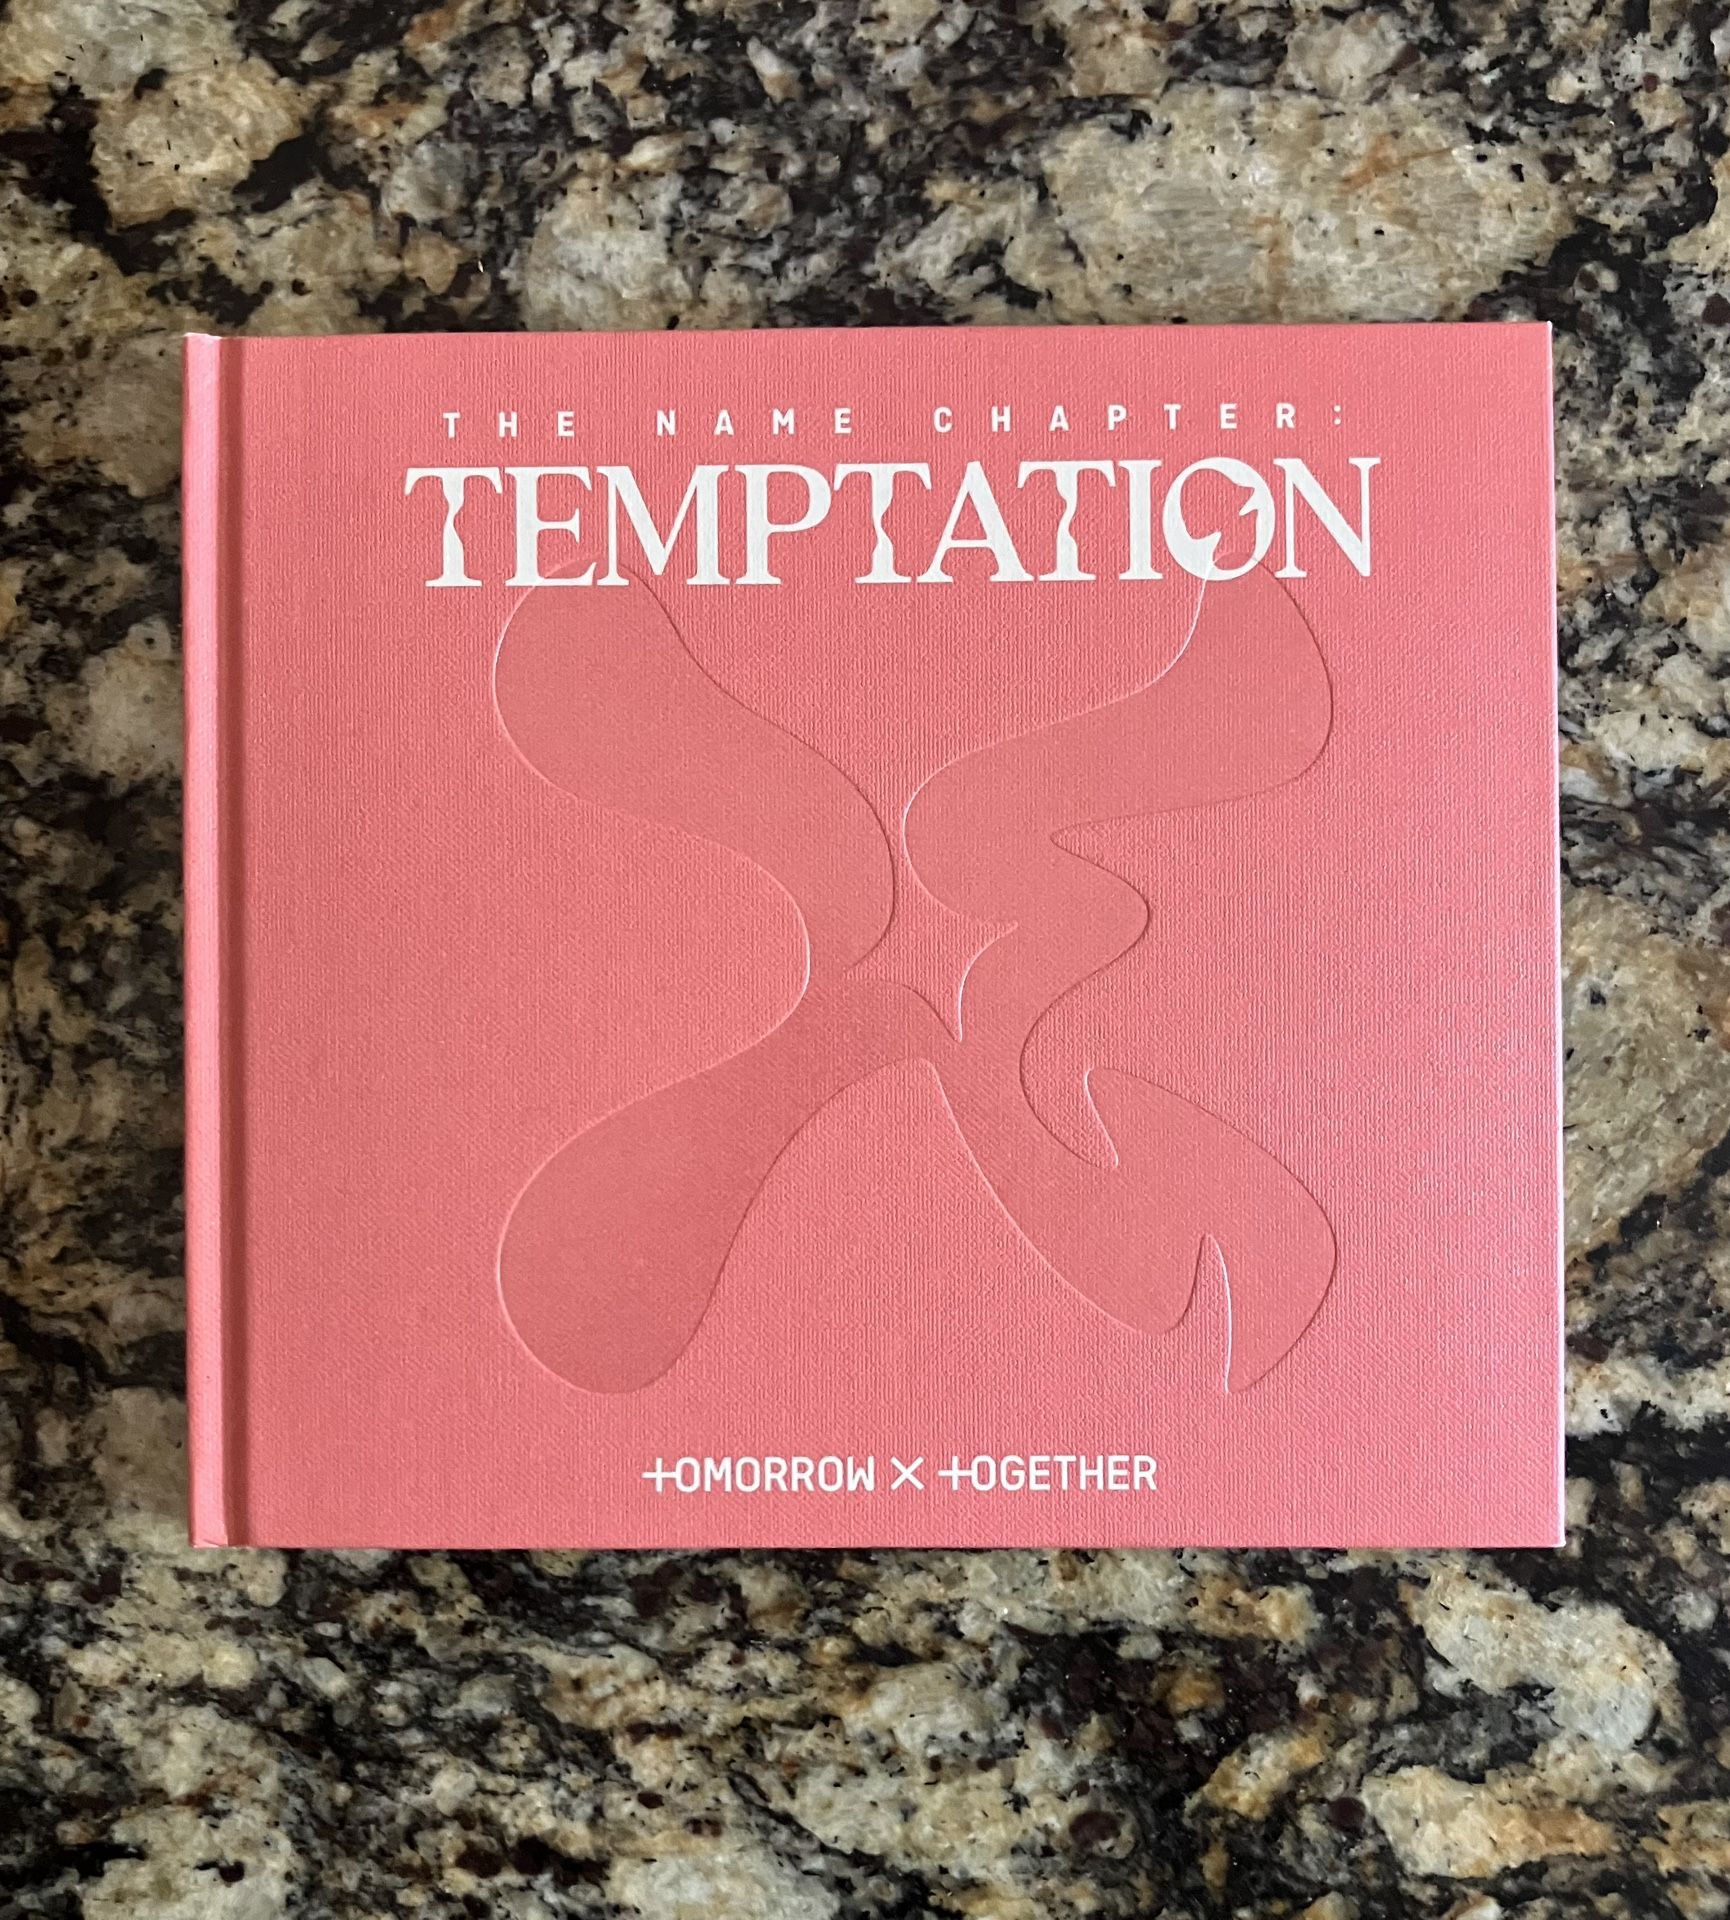 THE NAME CHAPTER:
TEMPTATION
TOMORROW × TOGETHER